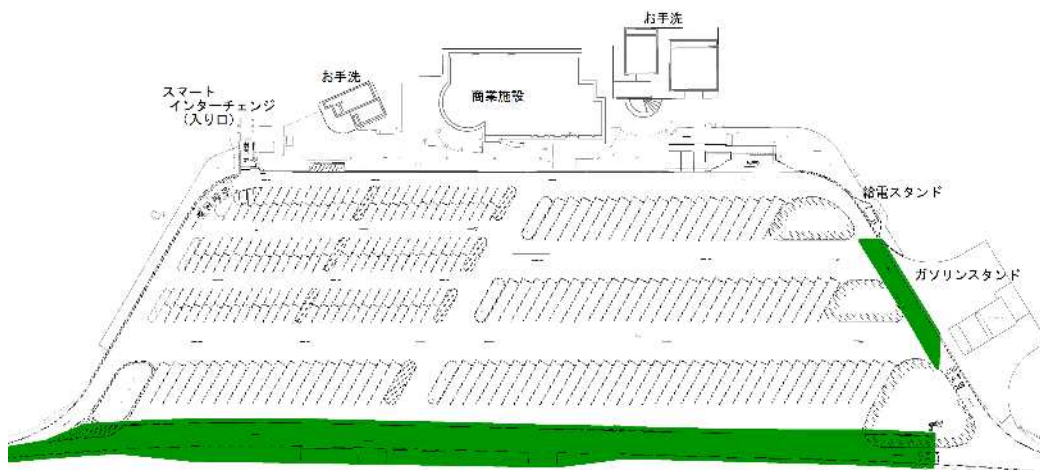 お手洗
お手洗
商業施設
スマート
インターチェンジ
(入り口)
給電スタンド
ガソリンスタンド